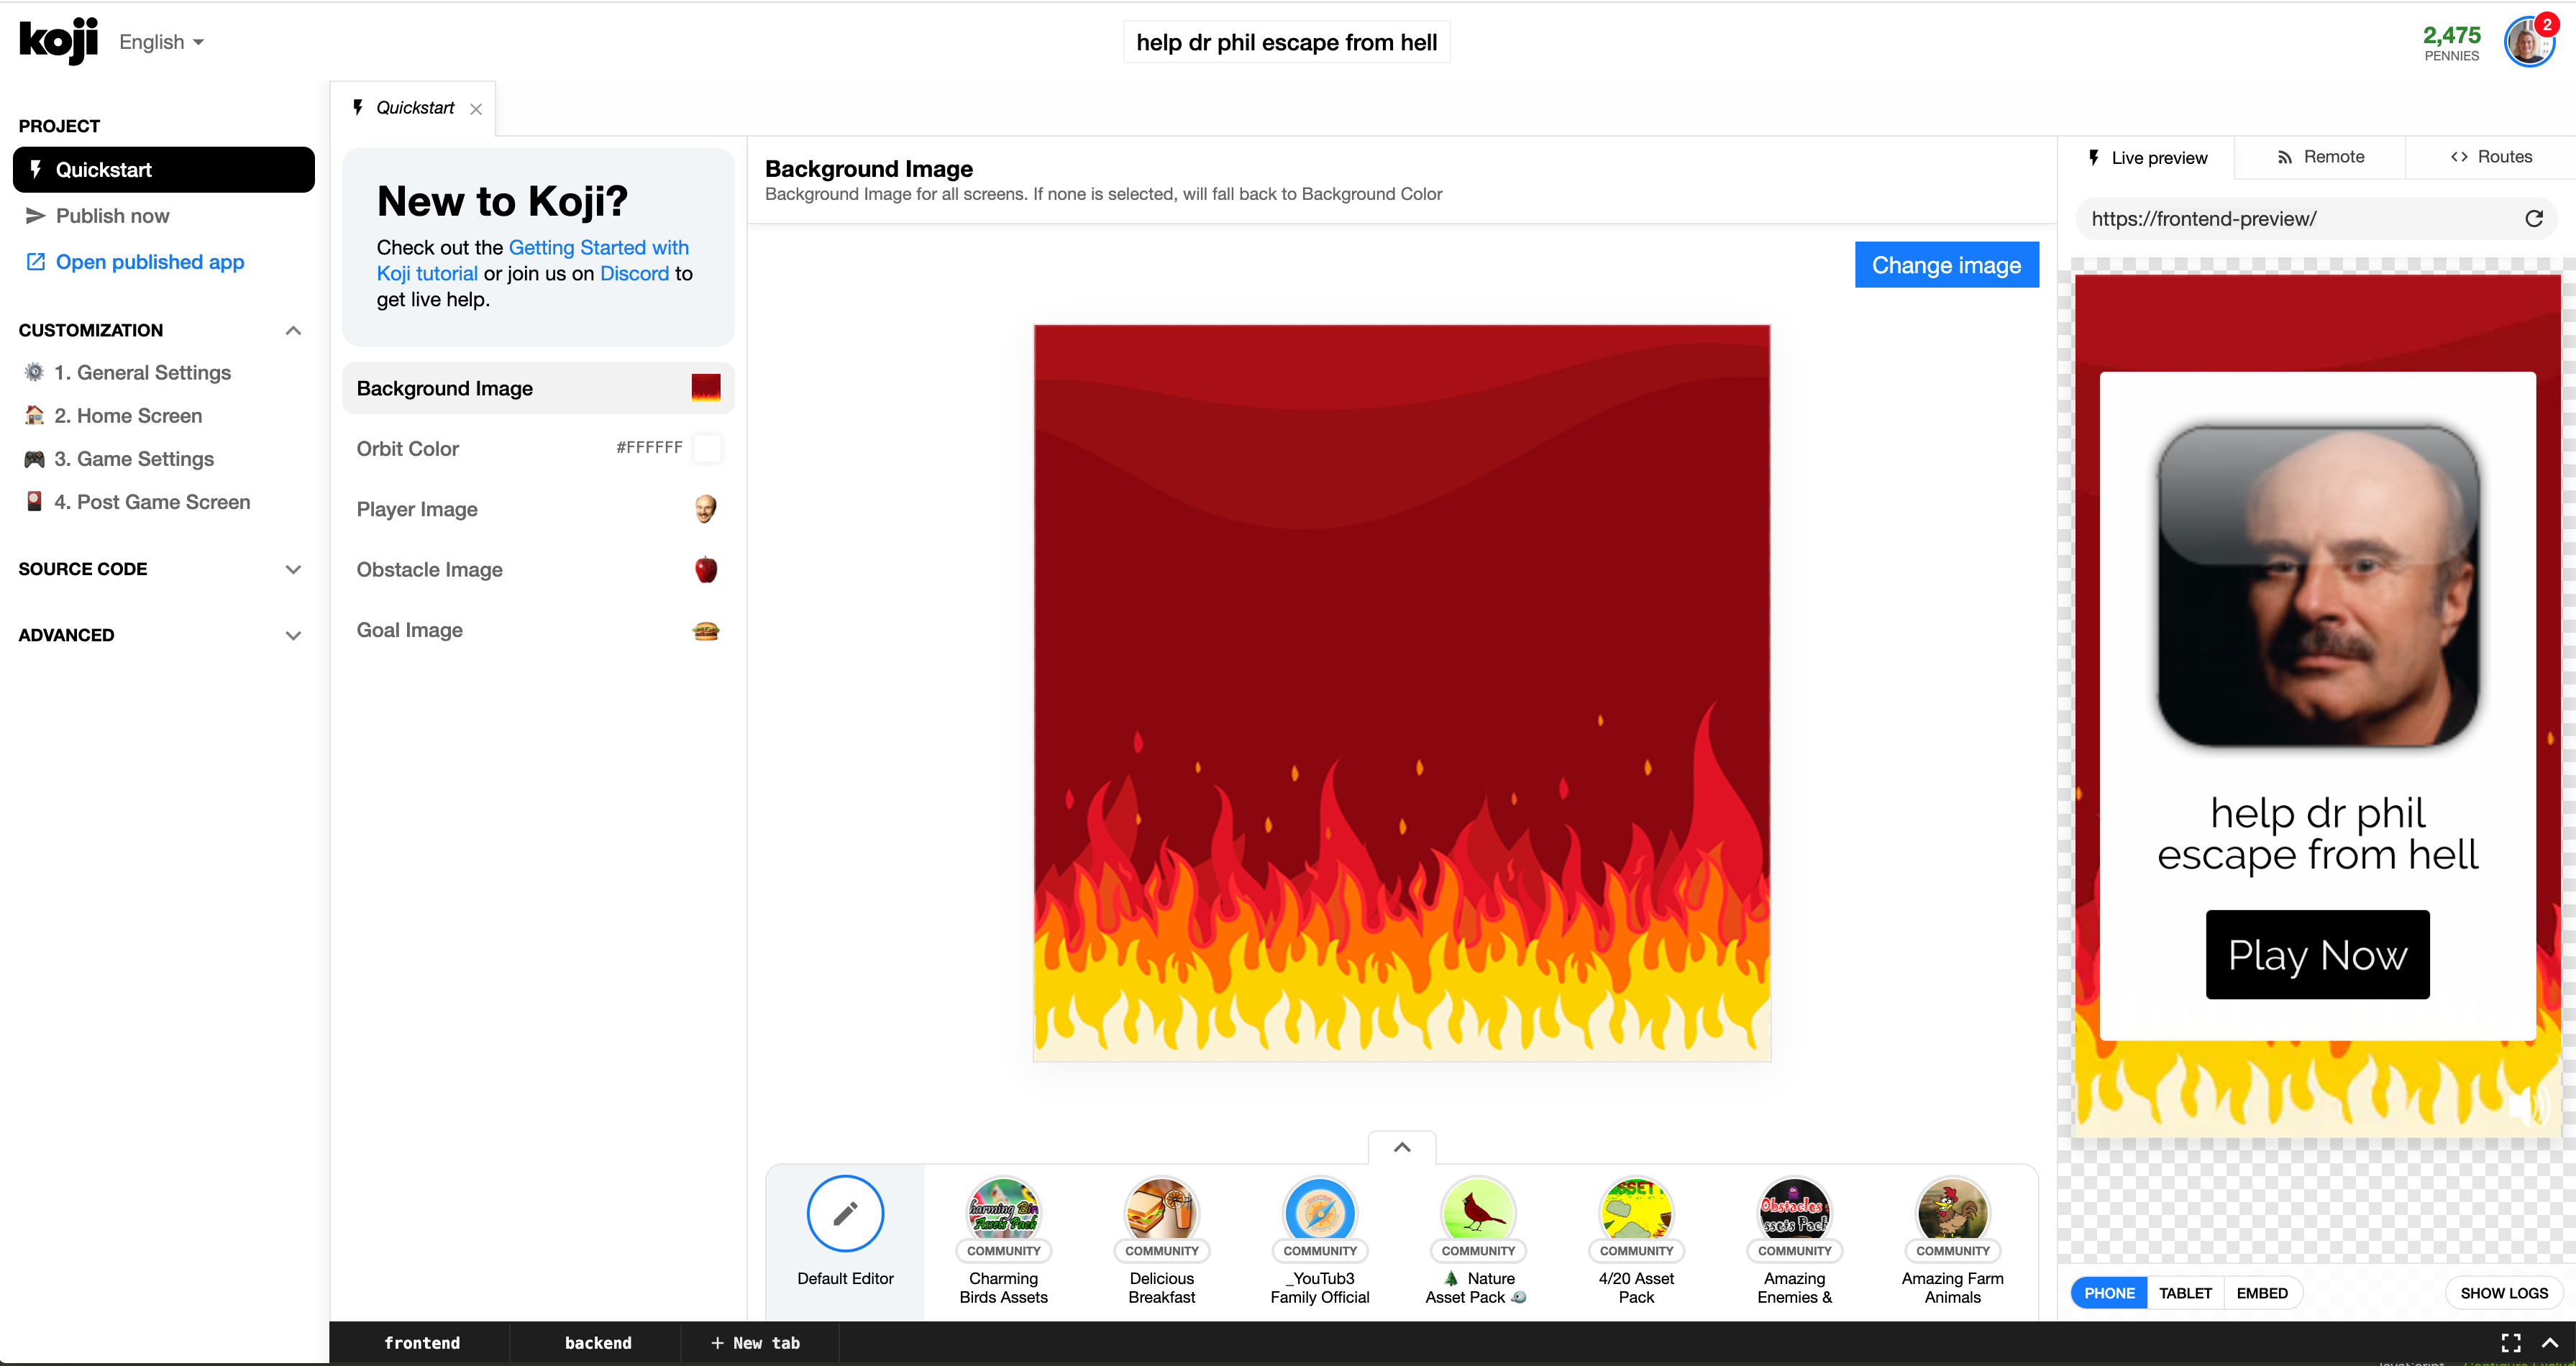 koji
English
help dr phil escape from hell
2,475
PENNIES
2
PROJECT
Quickstart
Publish now
Open published app
CUSTOMIZATION
1. General Settings
2. Home Screen
3. Game Settings
4. Post Game Screen
SOURCE CODE
ADVANCED
Quickstart
New to Koji?
Check out the Getting Started with
Koji tutorial or join us on Discord to
get live help.
Background Image
Orbit Color #FFFFFF
Player Image
Obstacle Image
Goal Image
Background Image
Background Image for all screens. If none is selected, will fall back to Background Color
Change image
Default Editor
COMMUNITY
Charming
Birds Assets
COMMUNITY
Delicious
Breakfast
COMMUNITY
_YouTub3
Family Official
COMMUNITY
Nature
Asset Pack
COMMUNITY
4/20 Asset
Pack
Obstacles
COMMUNITY
Amazing
Enemies &
COMMUNITY
Amazing Farm
Animals
Live preview
Remote
Routes
https://frontend-preview/
help dr phil
escape from hell
Play Now
PHONE
TABLET
EMBED
SHOW LOGS
frontend
backend
+ New tab